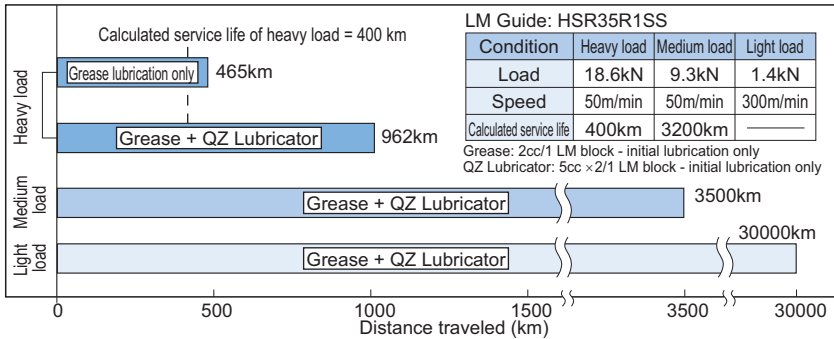 Calculated service life of heavy load = 400 km
Heavy load
Grease lubrication only
465km
Grease + QZ Lubricator
962km
LM Guide: HSR35R1SS
Condition Heavy load Medium load Light load
Load 18.6kN 9.3kN 1.4kN
Speed 50m/min 50m/min 300m/min
Calculated service life 400km 3200km ———
Grease: 2cc/1 LM block - initial lubrication only
QZ Lubricator: 5cc ×2/1 LM block - initial lubrication only
Medium
load
Grease + QZ Lubricator
3500km
Light
load
Grease + QZ Lubricator
30000km
0 500 1000 1500 3500 30000
Distance traveled (km)